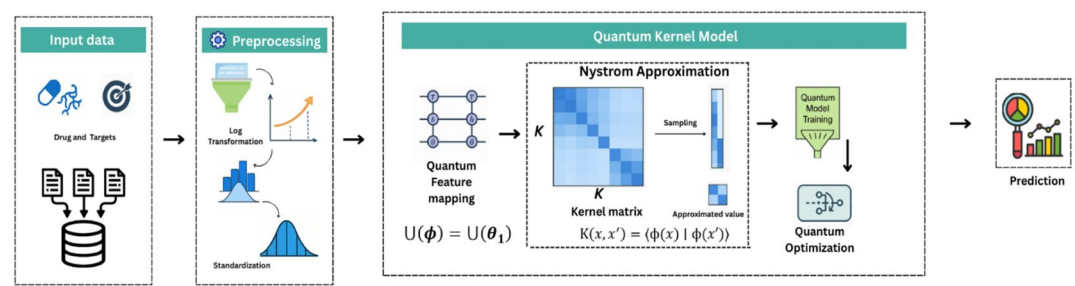 Input data
Drug and Targets
Preprocessing
Log
Transformation
Standardization
Quantum Kernel Model
Quantum
Feature
mapping
U(ϕ) = U(θ₁)
Nystrom Approximation
K
K
Kernel matrix
Sampling
Approximated value
K(x, x′) = ⟨ϕ(x) | ϕ(x′)⟩
Quantum
Model
Training
Quantum
Optimization
Prediction